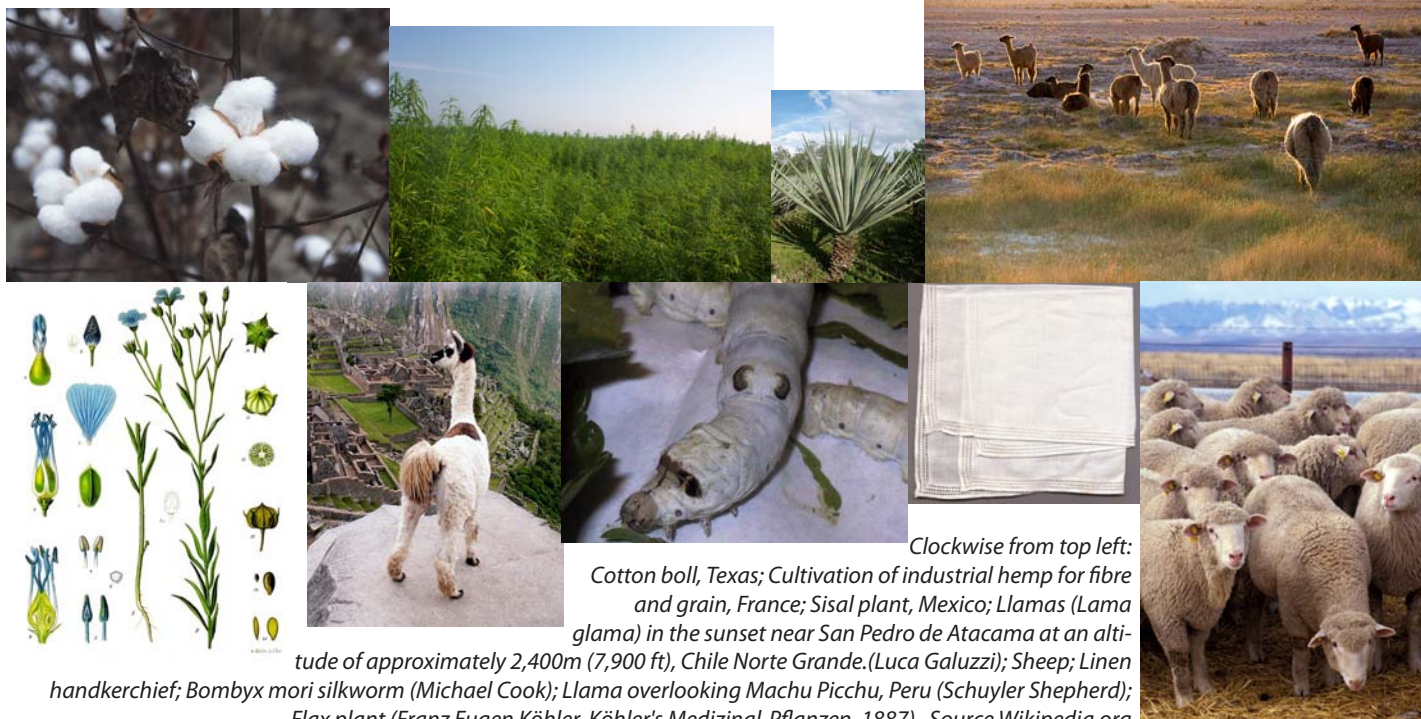 Clockwise from top left:
Cotton boll, Texas; Cultivation of industrial hemp for fibre
and grain, France; Sisal plant, Mexico; Llamas (Lama
glama) in the sunset near San Pedro de Atacama at an alti-
tude of approximately 2,400m (7,900 ft), Chile Norte Grande.(Luca Galuzzi); Sheep; Linen
handkerchief; Bombyx mori silkworm (Michael Cook); Llama overlooking Machu Picchu, Peru (Schuyler Shepherd);
Flax plant (Franz Eugen Köhler, Köhler's Medizinal-Pflanzen, 1887). Source Wikipedia.org